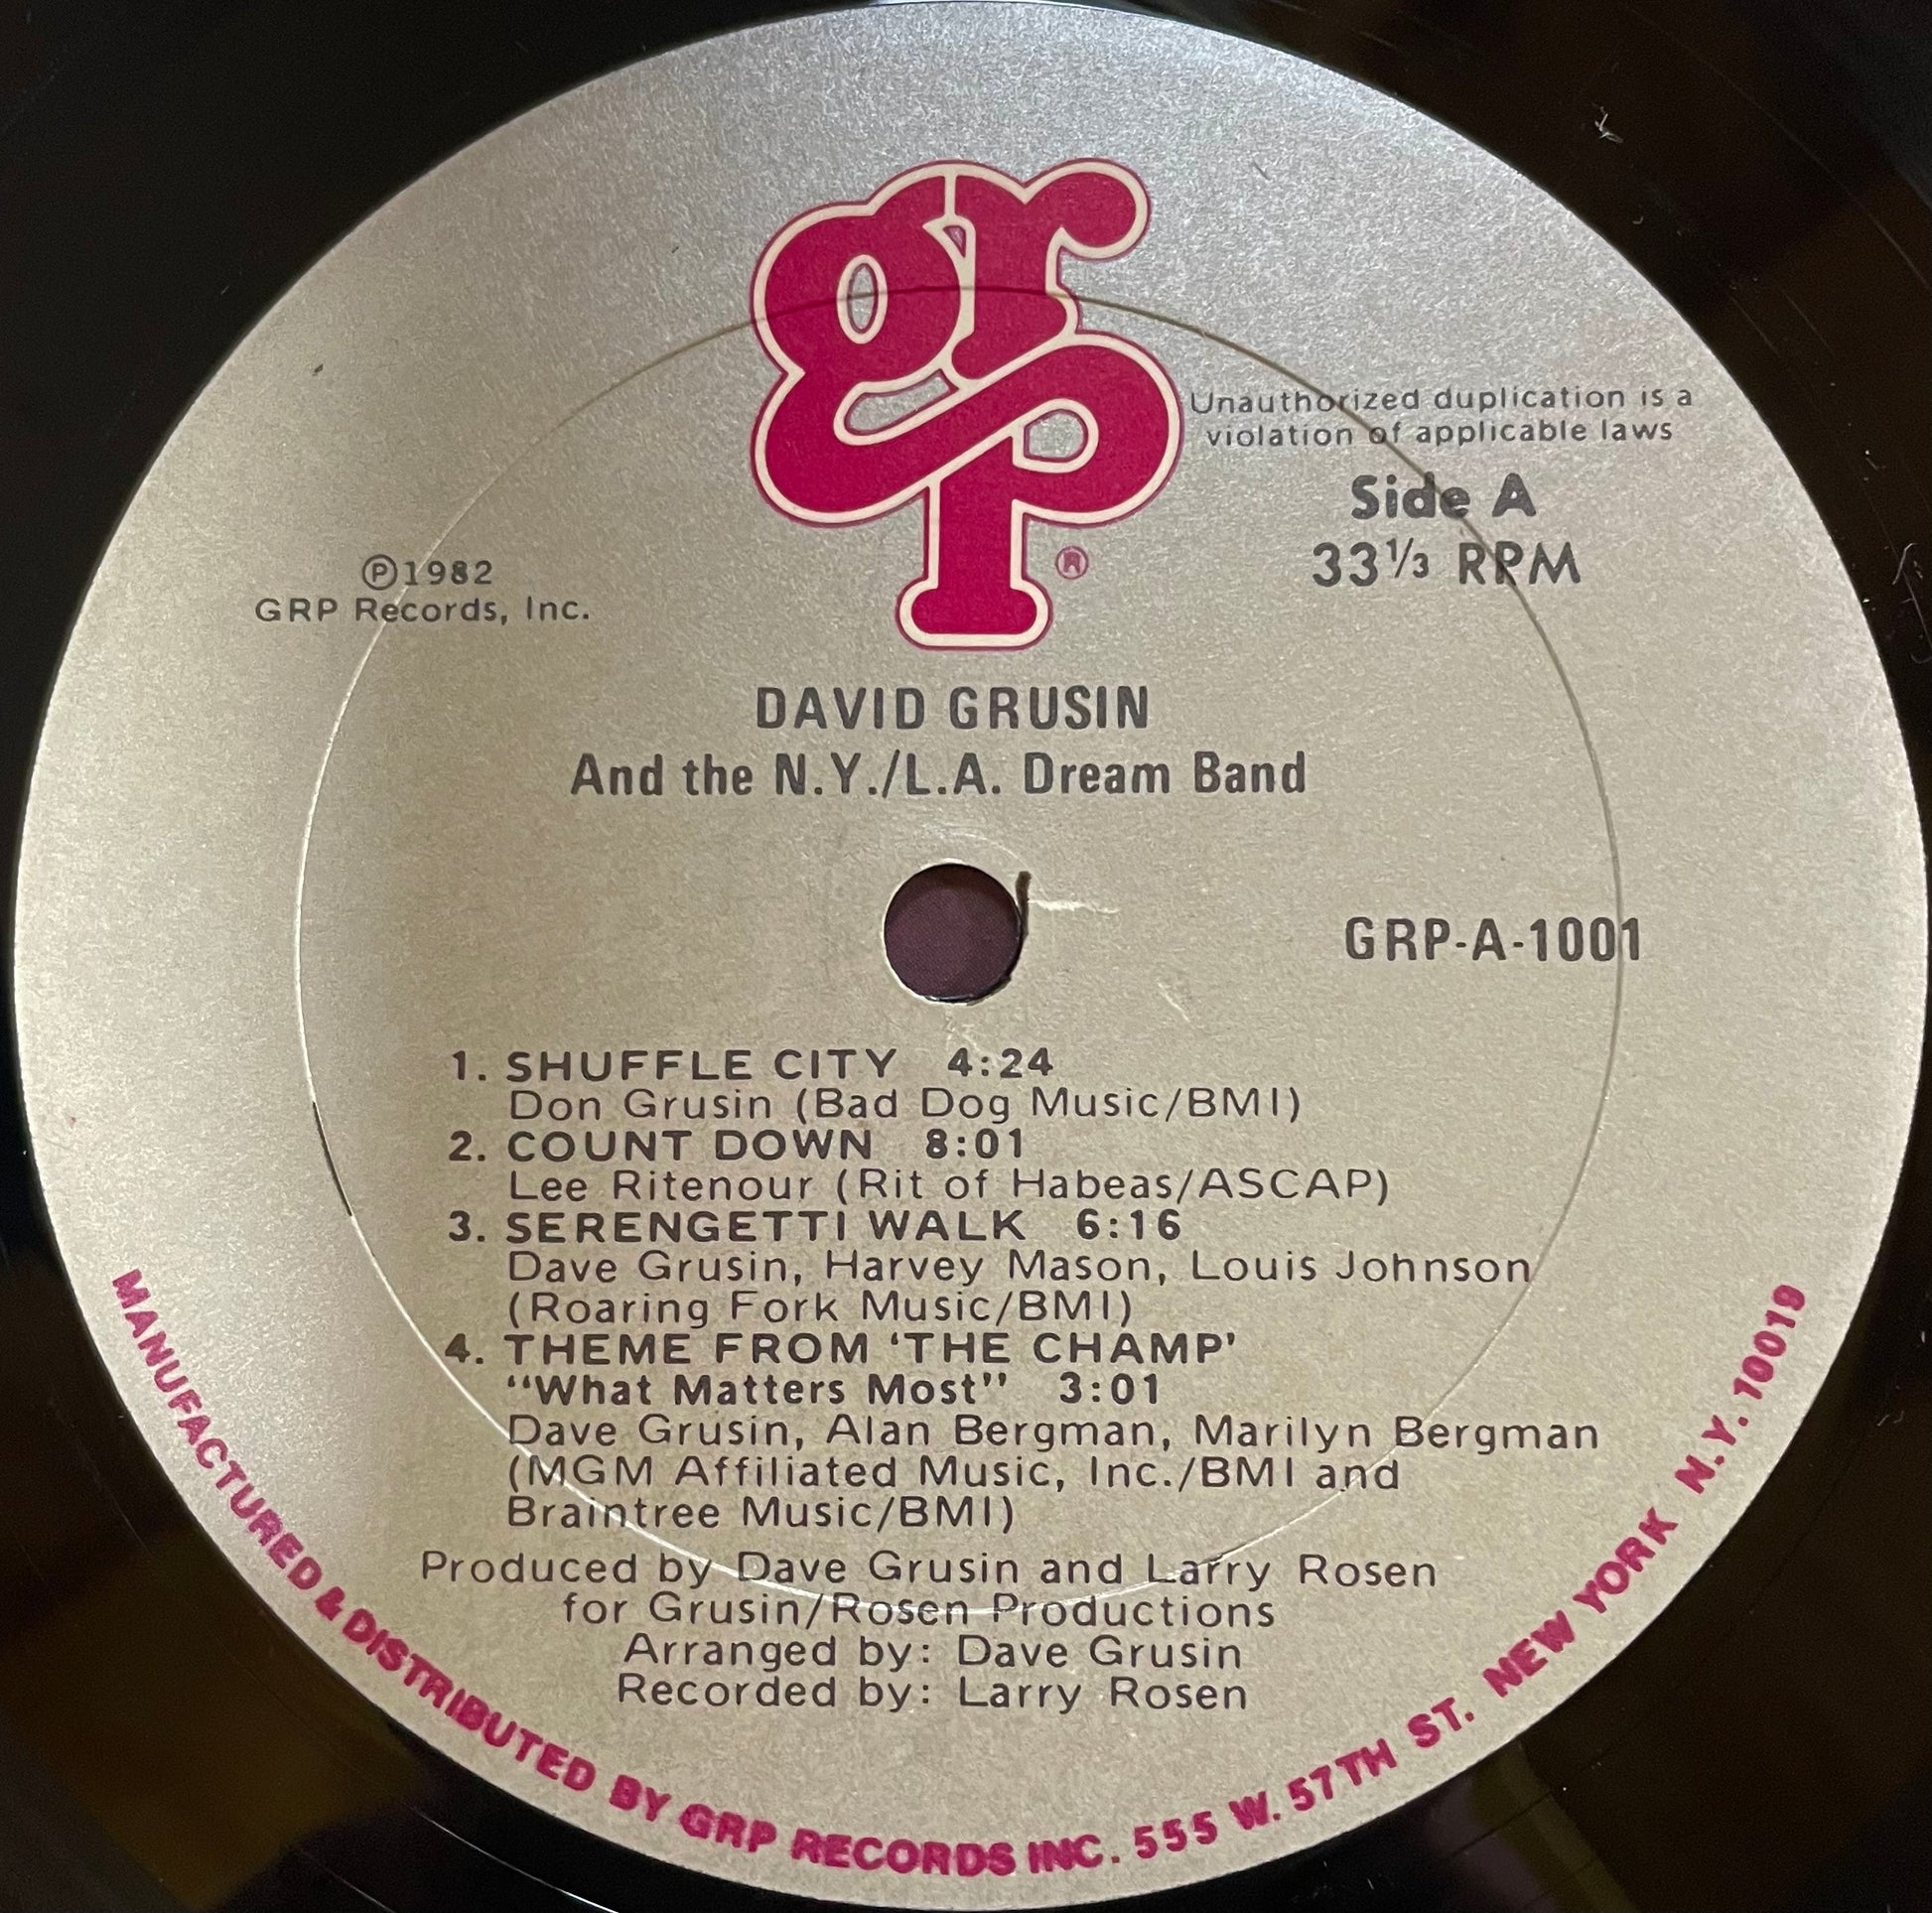 grp
®
Unauthorized duplication is a
violation of applicable laws
Side A
33⅓ RPM
℗1982
GRP Records, Inc.
DAVID GRUSIN
And the N.Y./L.A. Dream Band
GRP-A-1001
1. SHUFFLE CITY 4:24
Don Grusin (Bad Dog Music/BMI)
2. COUNT DOWN 8:01
Lee Ritenour (Rit of Habeas/ASCAP)
3. SERENGETTI WALK 6:16
Dave Grusin, Harvey Mason, Louis Johnson
(Roaring Fork Music/BMI)
4. THEME FROM ‘THE CHAMP’
“What Matters Most” 3:01
Dave Grusin, Alan Bergman, Marilyn Bergman
(MGM Affiliated Music, Inc./BMI and
Braintree Music/BMI)
Produced by Dave Grusin and Larry Rosen
for Grusin/Rosen Productions
Arranged by: Dave Grusin
Recorded by: Larry Rosen
MANUFACTURED & DISTRIBUTED BY GRP RECORDS INC. 555 W. 57TH ST. NEW YORK N.Y. 10019